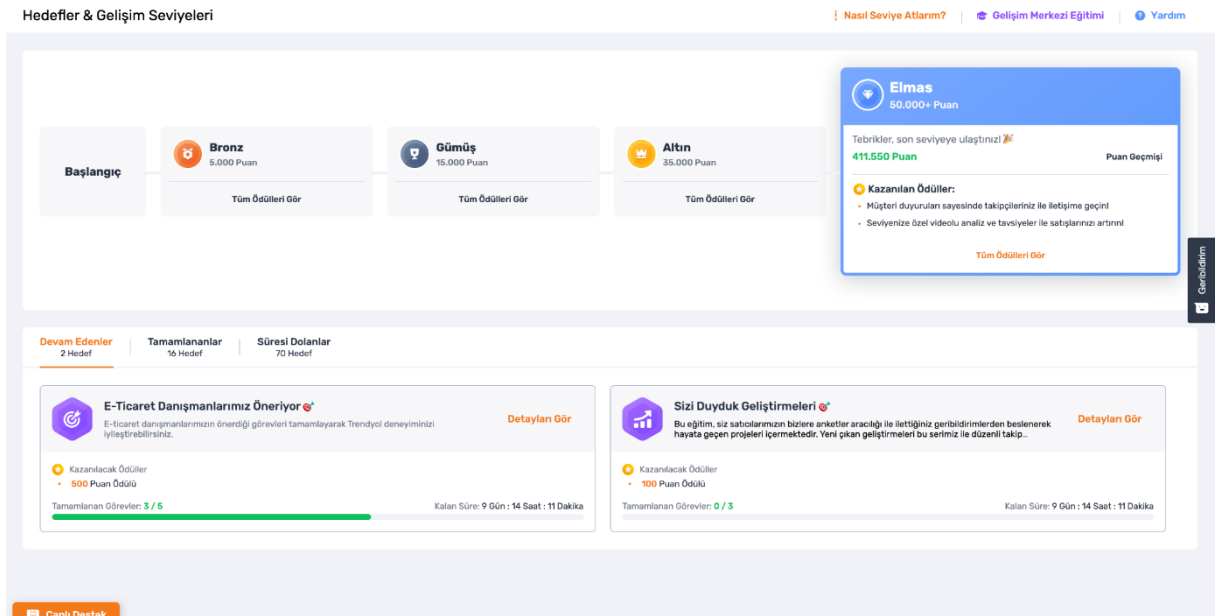 Hedefler & Gelişim Seviyeleri
Nasıl Seviye Atlarım?
Gelişim Merkezi Eğitimi
Yardım
Başlangıç
Bronz
5.000 Puan
Tüm Ödülleri Gör
Gümüş
15.000 Puan
Tüm Ödülleri Gör
Altın
35.000 Puan
Tüm Ödülleri Gör
Elmas
50.000+ Puan
Tebrikler, son seviyeye ulaştınız!
411.550 Puan
Puan Geçmişi
Kazanılan Ödüller:
Müşteri duyuruları sayesinde takipçileriniz ile iletişime geçin!
Seviyenize özel videolu analiz ve tavsiyeler ile satışlarınızı artırın!
Tüm Ödülleri Gör
Geribildirim
Devam Edenler
2 Hedef
Tamamlananlar
16 Hedef
Süresi Dolanlar
70 Hedef
E-Ticaret Danışmanlarımız Öneriyor
E-ticaret danışmanlarımızın önerdiği görevleri tamamlayarak Trendyol deneyiminizi
iyileştirebilirsiniz.
Detayları Gör
Kazanılacak Ödüller
500 Puan Ödülü
Tamamlanan Görevler: 3 / 5
Kalan Süre: 9 Gün : 14 Saat : 11 Dakika
Sizi Duyduk Geliştirmeleri
Bu eğitim, siz satıcılarımızın bizlere anketler aracılığı ile ilettiğiniz geribildirimlerden beslenerek
hayata geçen projeleri içermektedir. Yeni çıkan geliştirmeleri bu serimiz ile düzenli takip...
Detayları Gör
Kazanılacak Ödüller
100 Puan Ödülü
Tamamlanan Görevler: 0 / 3
Kalan Süre: 9 Gün : 14 Saat : 11 Dakika
Canlı Destek